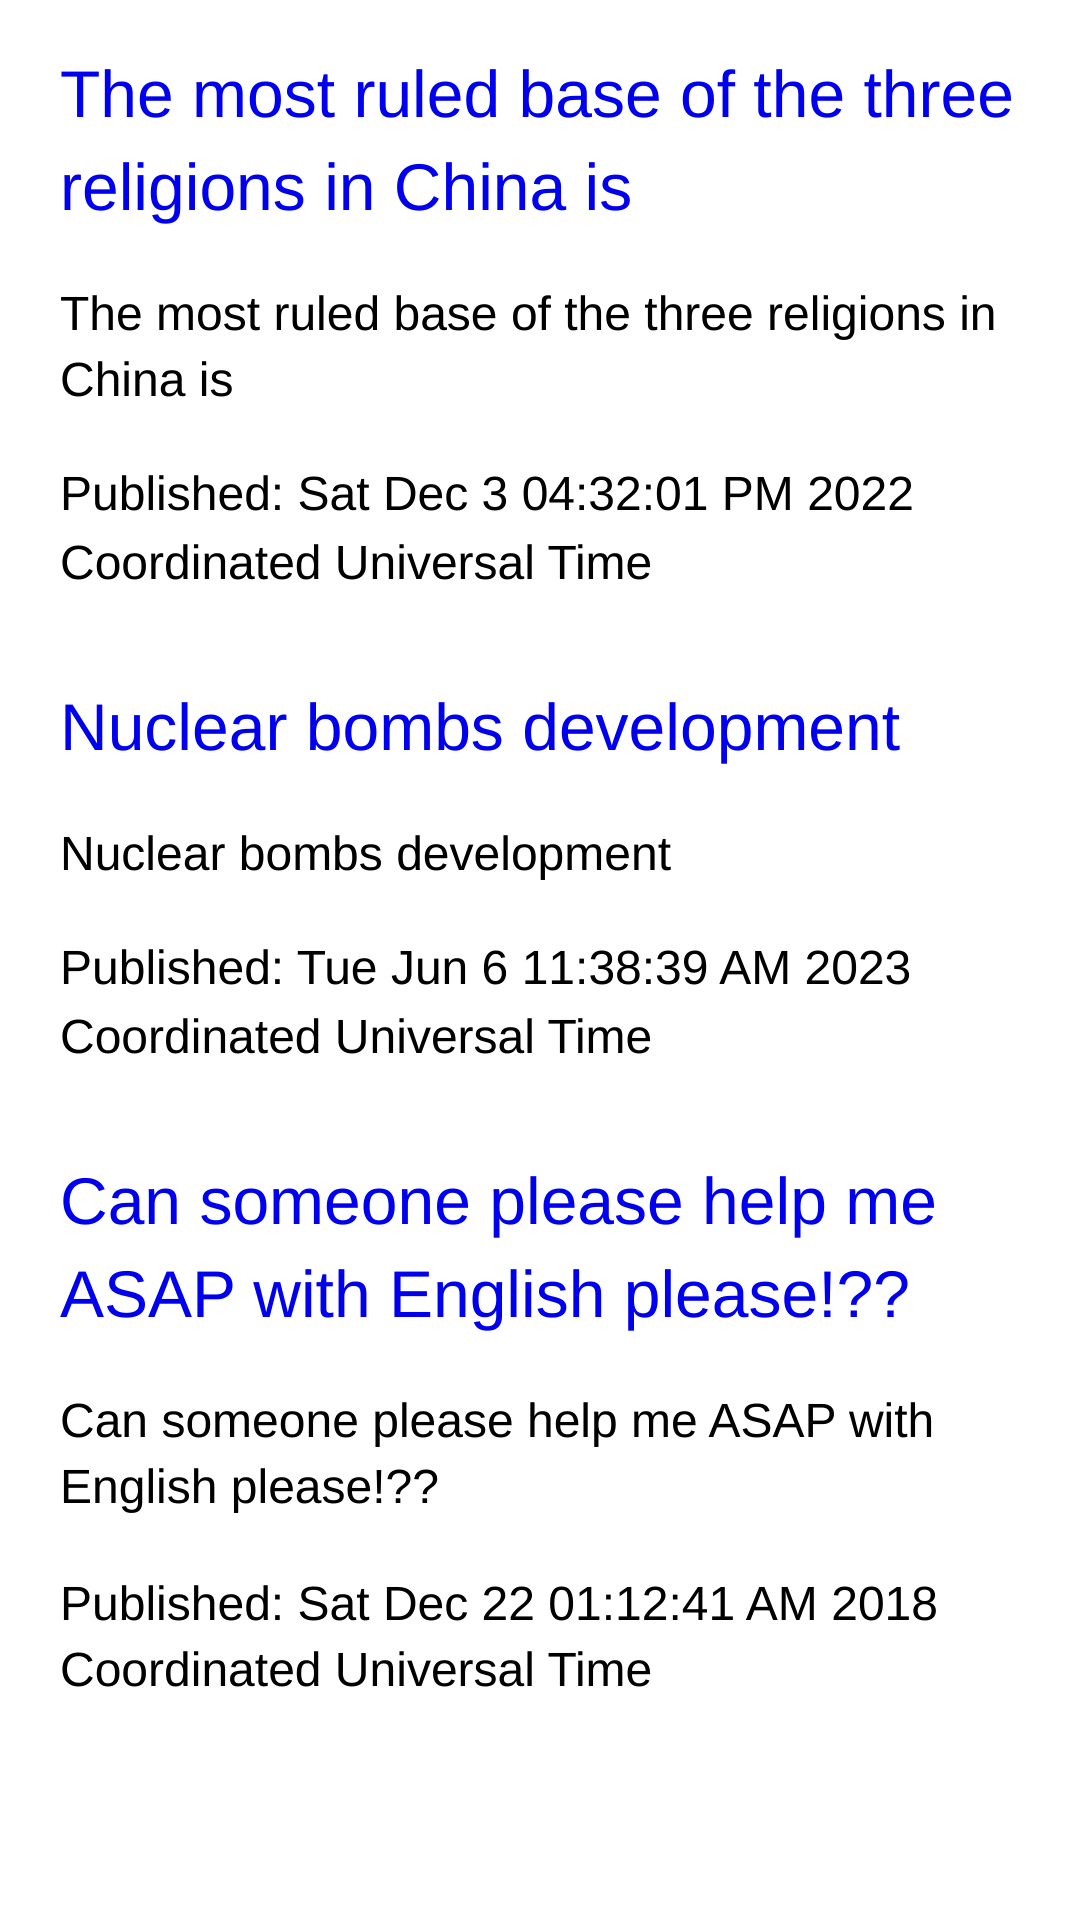 The most ruled base of the three
religions in China is
The most ruled base of the three religions in
China is
Published: Sat Dec 3 04:32:01 PM 2022
Coordinated Universal Time
Nuclear bombs development
Nuclear bombs development
Published: Tue Jun 6 11:38:39 AM 2023
Coordinated Universal Time
Can someone please help me
ASAP with English please!??
Can someone please help me ASAP with
English please!??
Published: Sat Dec 22 01:12:41 AM 2018
Coordinated Universal Time